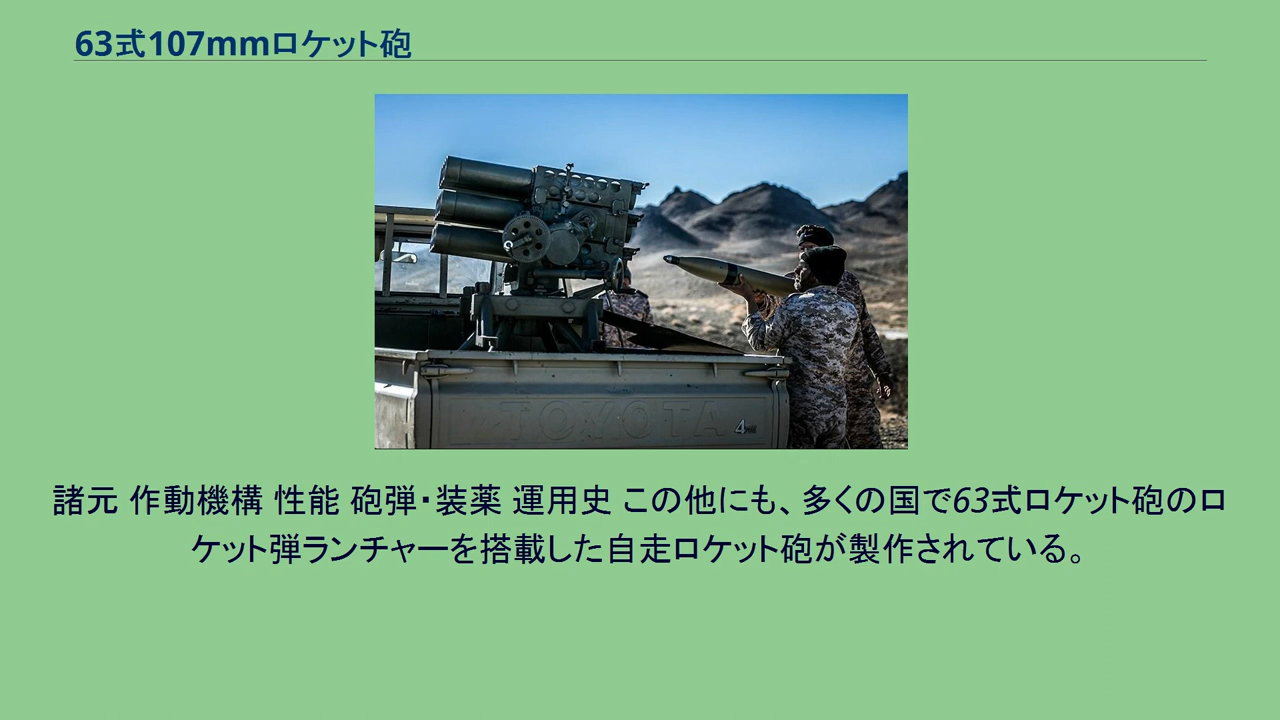 63式107mmロケット砲
TOYOTA
諸元 作動機構 性能 砲弾・装薬 運用史 この他にも、多くの国で63式ロケット砲のロ
ケット弾ランチャーを搭載した自走ロケット砲が製作されている。